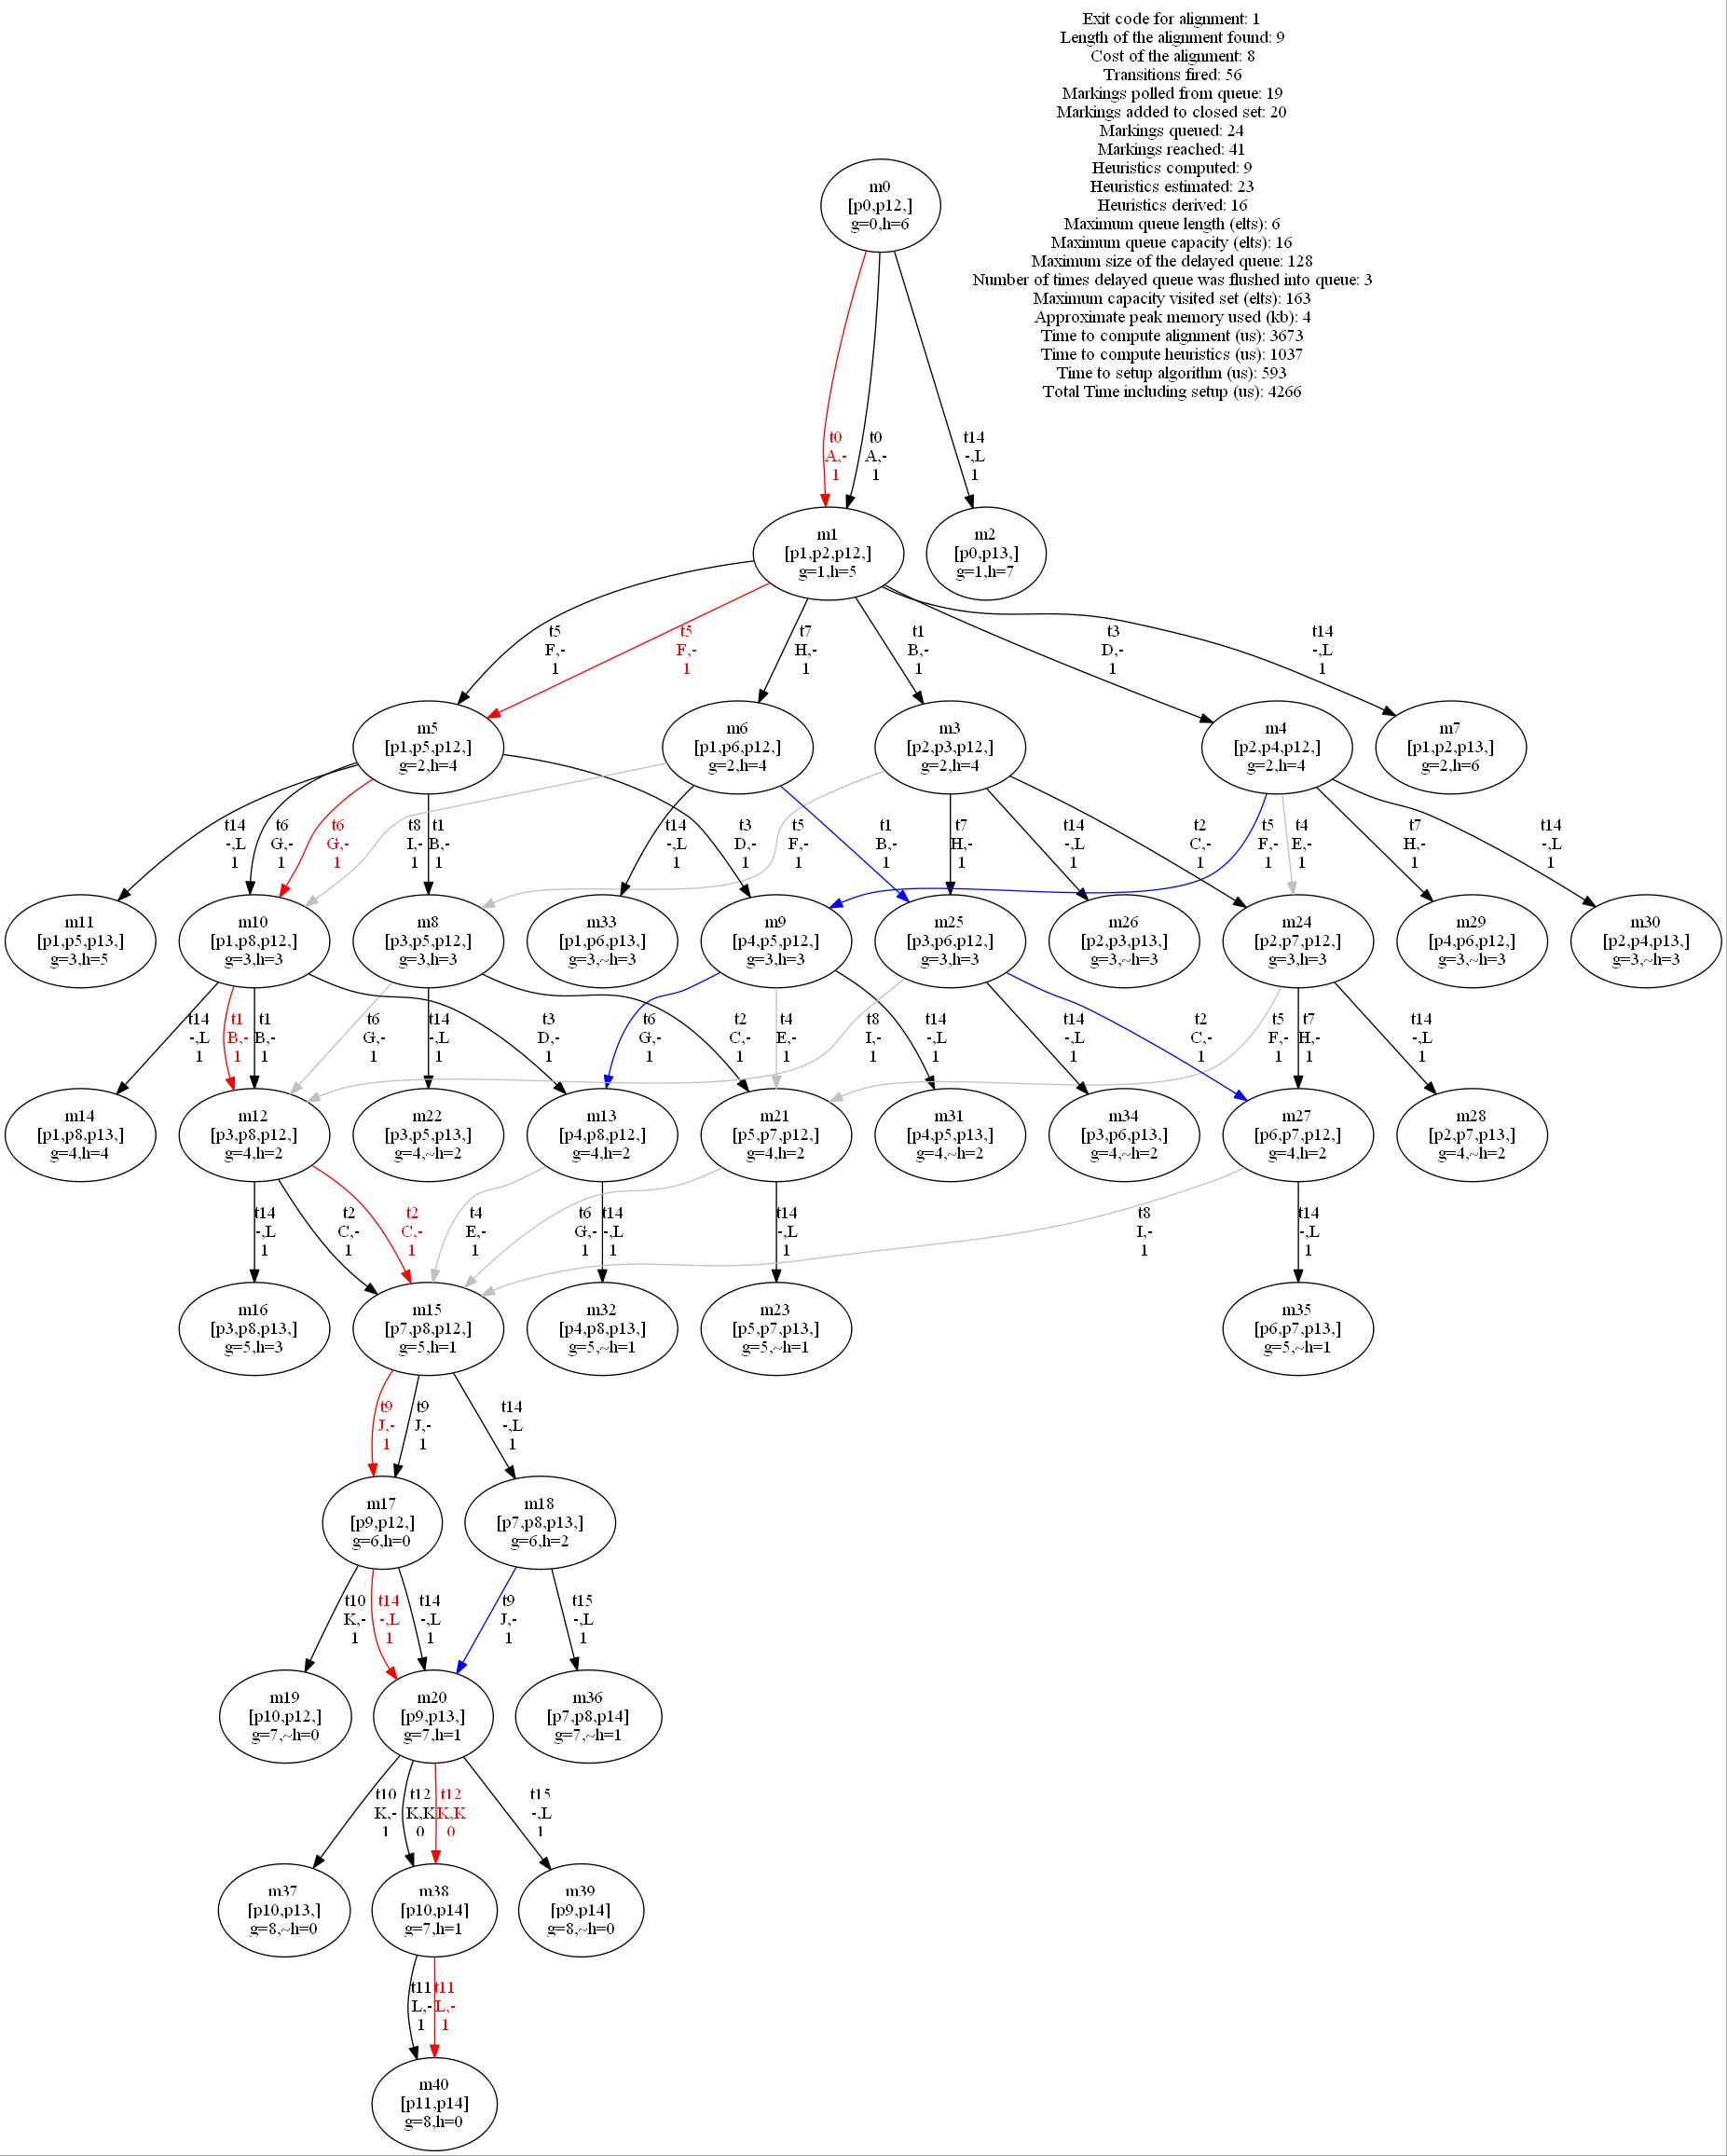 Exit code for alignment: 1
Length of the alignment found: 9
Cost of the alignment: 8
Transitions fired: 56
Markings polled from queue: 19
Markings added to closed set: 20
Markings queued: 24
Markings reached: 41
Heuristics computed: 9
Heuristics estimated: 23
Heuristics derived: 16
Maximum queue length (elts): 6
Maximum queue capacity (elts): 16
Maximum size of the delayed queue: 128
Number of times delayed queue was flushed into queue: 3
Maximum capacity visited set (elts): 163
Approximate peak memory used (kb): 4
Time to compute alignment (us): 3673
Time to compute heuristics (us): 1037
Time to setup algorithm (us): 593
Total Time including setup (us): 4266
m0
[p0,p12,]
g=0,h=6
t0
A,-
1
t0
A,-
1
t14
-,L
1
m1
[p1,p2,p12,]
g=1,h=5
m2
[p0,p13,]
g=1,h=7
t5
F,-
1
t5
F,-
1
t7
H,-
1
t1
B,-
1
t3
D,-
1
t14
-,L
1
m5
[p1,p5,p12,]
g=2,h=4
m6
[p1,p6,p12,]
g=2,h=4
m3
[p2,p3,p12,]
g=2,h=4
m4
[p2,p4,p12,]
g=2,h=4
m7
[p1,p2,p13,]
g=2,h=6
t14
-,L
1
t6
G,-
1
t6
G,-
1
t8
I,-
1
t1
B,-
1
t14
-,L
1
t3
D,-
1
t5
F,-
1
t1
B,-
1
t7
H,-
1
t14
-,L
1
t2
C,-
1
t5
F,-
1
t4
E,-
1
t7
H,-
1
t14
-,L
1
m11
[p1,p5,p13,]
g=3,h=5
m10
[p1,p8,p12,]
g=3,h=3
m8
[p3,p5,p12,]
g=3,h=3
m33
[p1,p6,p13,]
g=3,~h=3
m9
[p4,p5,p12,]
g=3,h=3
m25
[p3,p6,p12,]
g=3,h=3
m26
[p2,p3,p13,]
g=3,~h=3
m24
[p2,p7,p12,]
g=3,h=3
m29
[p4,p6,p12,]
g=3,~h=3
m30
[p2,p4,p13,]
g=3,~h=3
t14
-,L
1
t1
B,-
1
t1
B,-
1
t6
G,-
1
t14
-,L
1
t3
D,-
1
t6
G,-
1
t2
C,-
1
t4
E,-
1
t8
I,-
1
t14
-,L
1
t14
-,L
1
t2
C,-
1
t5
F,-
1
t7
H,-
1
t14
-,L
1
m14
[p1,p8,p13,]
g=4,h=4
m12
[p3,p8,p12,]
g=4,h=2
m22
[p3,p5,p13,]
g=4,~h=2
m13
[p4,p8,p12,]
g=4,h=2
m21
[p5,p7,p12,]
g=4,h=2
m31
[p4,p5,p13,]
g=4,~h=2
m34
[p3,p6,p13,]
g=4,~h=2
m27
[p6,p7,p12,]
g=4,h=2
m28
[p2,p7,p13,]
g=4,~h=2
t14
-,L
1
t2
C,-
1
t2
C,-
1
t4
E,-
1
t6
G,-
1
t14
-,L
1
t14
-,L
1
t8
I,-
1
t14
-,L
1
m16
[p3,p8,p13,]
g=5,h=3
m15
[p7,p8,p12,]
g=5,h=1
m32
[p4,p8,p13,]
g=5,~h=1
m23
[p5,p7,p13,]
g=5,~h=1
m35
[p6,p7,p13,]
g=5,~h=1
t9
J,-
1
t9
J,-
1
t14
-,L
1
m17
[p9,p12,]
g=6,h=0
m18
[p7,p8,p13,]
g=6,h=2
t10
K,-
1
t14
-,L
1
t14
-,L
1
t9
J,-
1
t15
-,L
1
m19
[p10,p12,]
g=7,~h=0
m20
[p9,p13,]
g=7,h=1
m36
[p7,p8,p14]
g=7,~h=1
t10
K,-
1
t12
K,K
0
t12
K,K
0
t15
-,L
1
m37
[p10,p13,]
g=8,~h=0
m38
[p10,p14]
g=7,h=1
m39
[p9,p14]
g=8,~h=0
t11
L,-
1
t11
L,-
1
m40
[p11,p14]
g=8,h=0